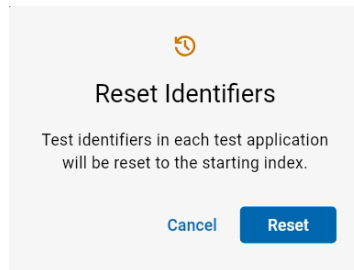 Reset Identifiers
Test identifiers in each test application
will be reset to the starting index.
Cancel
Reset